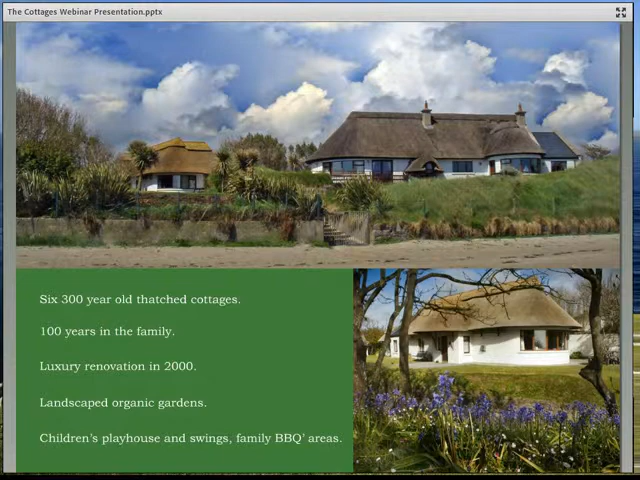 The Cottages Webinar Presentation.pptx
Six 300 year old thatched cottages.
100 years in the family.
Luxury renovation in 2000.
Landscaped organic gardens.
Children's playhouse and swings, family BBQ' areas.